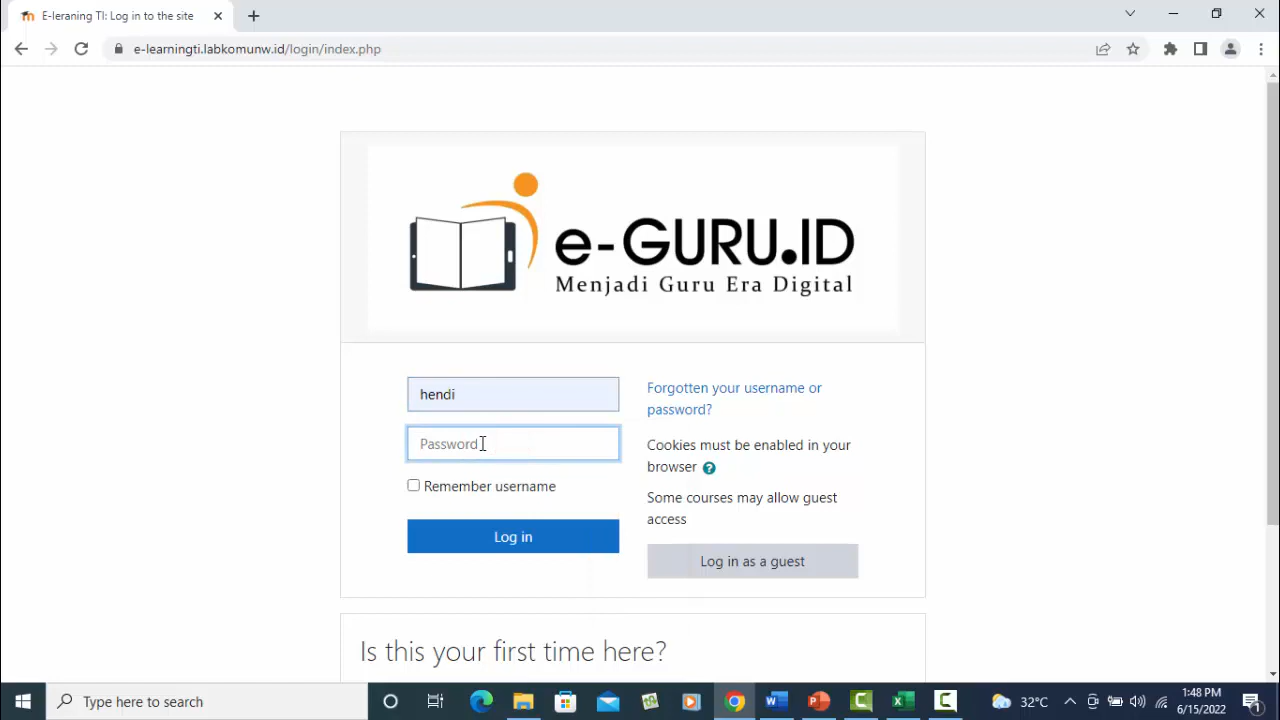 E-leraning TI: Log in to the site
e-learningti.labkomunw.id/login/index.php
e-GURU.ID
Menjadi Guru Era Digital
hendi
Password
Remember username
Log in
Forgotten your username or
password?
Cookies must be enabled in your
browser ?
Some courses may allow guest
access
Log in as a guest
Is this your first time here?
Type here to search
32°C
1:48 PM
6/15/2022
1